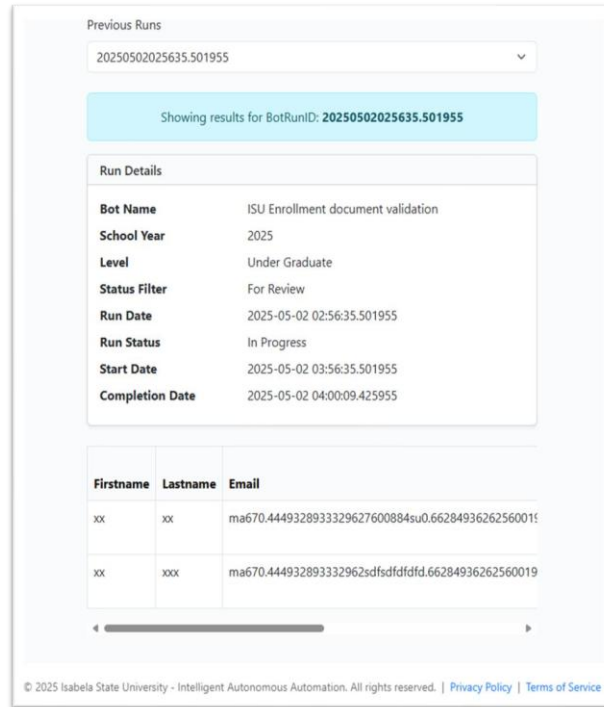 Previous Runs
20250502025635.501955
Showing results for BotRunID: 20250502025635.501955
Run Details
Bot Name ISU Enrollment document validation
School Year 2025
Level Under Graduate
Status Filter For Review
Run Date 2025-05-02 02:56:35.501955
Run Status In Progress
Start Date 2025-05-02 03:56:35.501955
Completion Date 2025-05-02 04:00:09.425955
Firstname Lastname Email
xx xx ma670.4449328933329627600884su0.66284936262560019
xx xxx ma670.444932893332962sdfsdfdfdfd.66284936262560019
© 2025 Isabela State University - Intelligent Autonomous Automation. All rights reserved. | Privacy Policy | Terms of Service